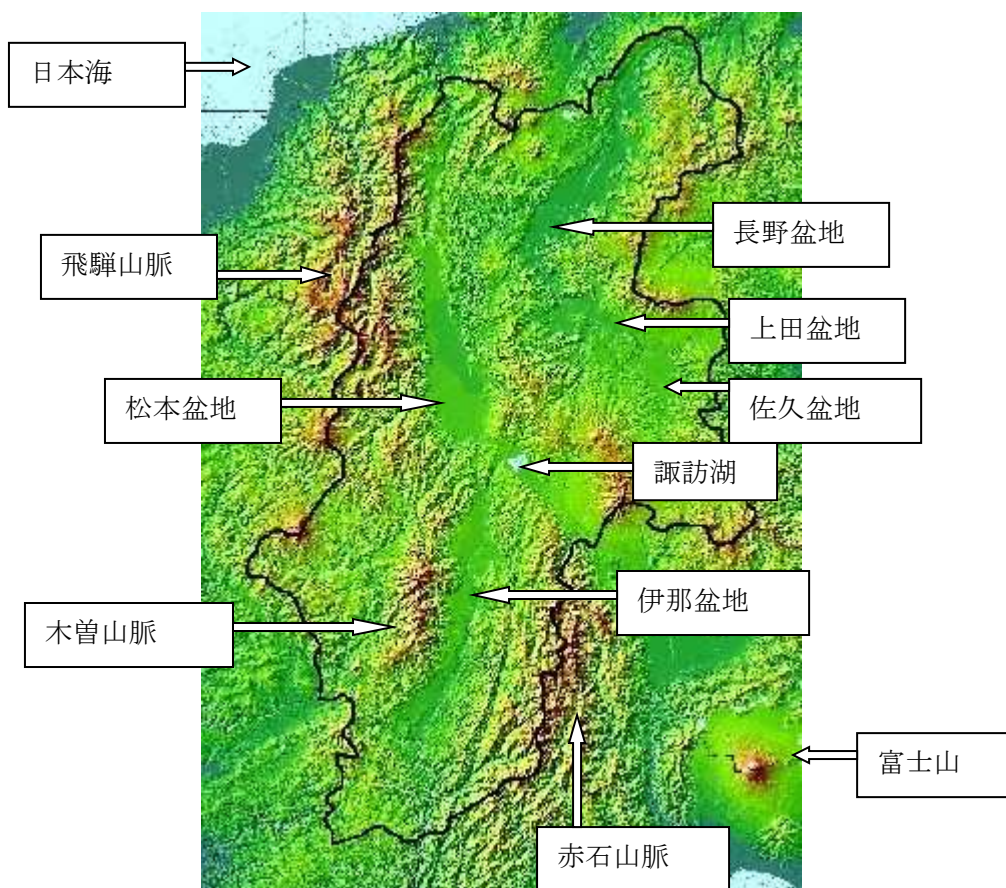 日本海
長野盆地
飛騨山脈
上田盆地
松本盆地
佐久盆地
諏訪湖
伊那盆地
木曽山脈
富士山
赤石山脈